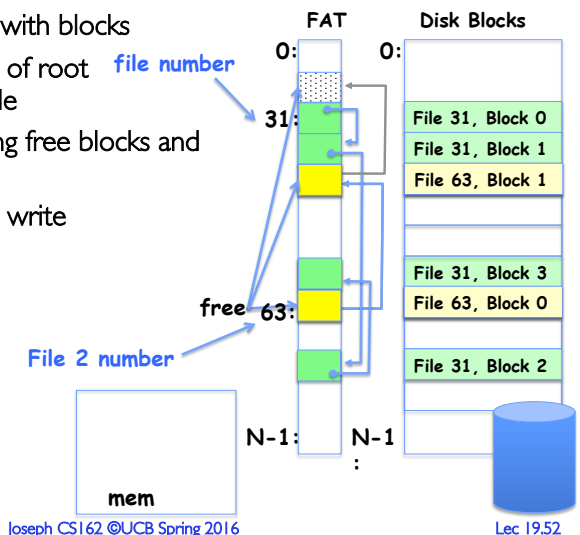 with blocks
of root
le
ng free blocks and
write
file number
FAT
Disk Blocks
0:
0:
31:
File 31, Block 0
File 31, Block 1
File 63, Block 1
File 31, Block 3
free
63:
File 63, Block 0
File 2 number
File 31, Block 2
N-1:
N-1
:
mem
Joseph CS162 ©UCB Spring 2016
Lec 19.52